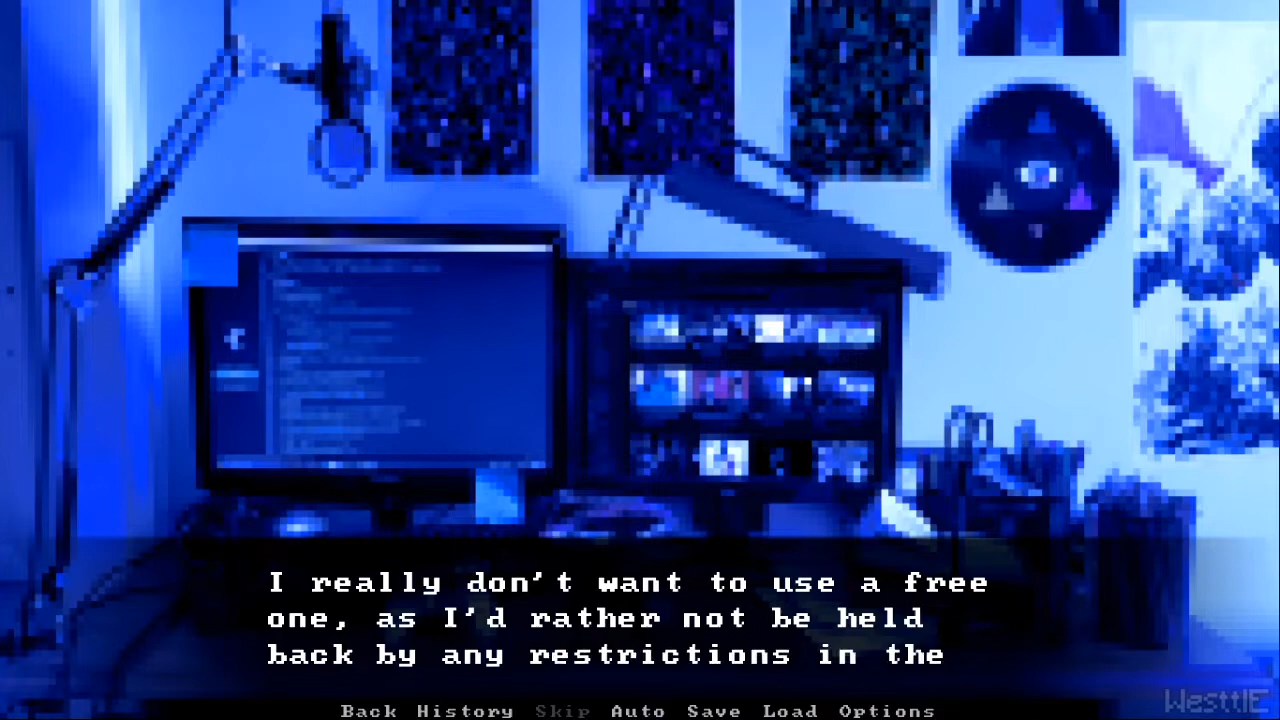 I really don't want to use a free
one, as I'd rather not be held
back by any restrictions in the
Back History Skip Auto Save Load Options
WesttIE